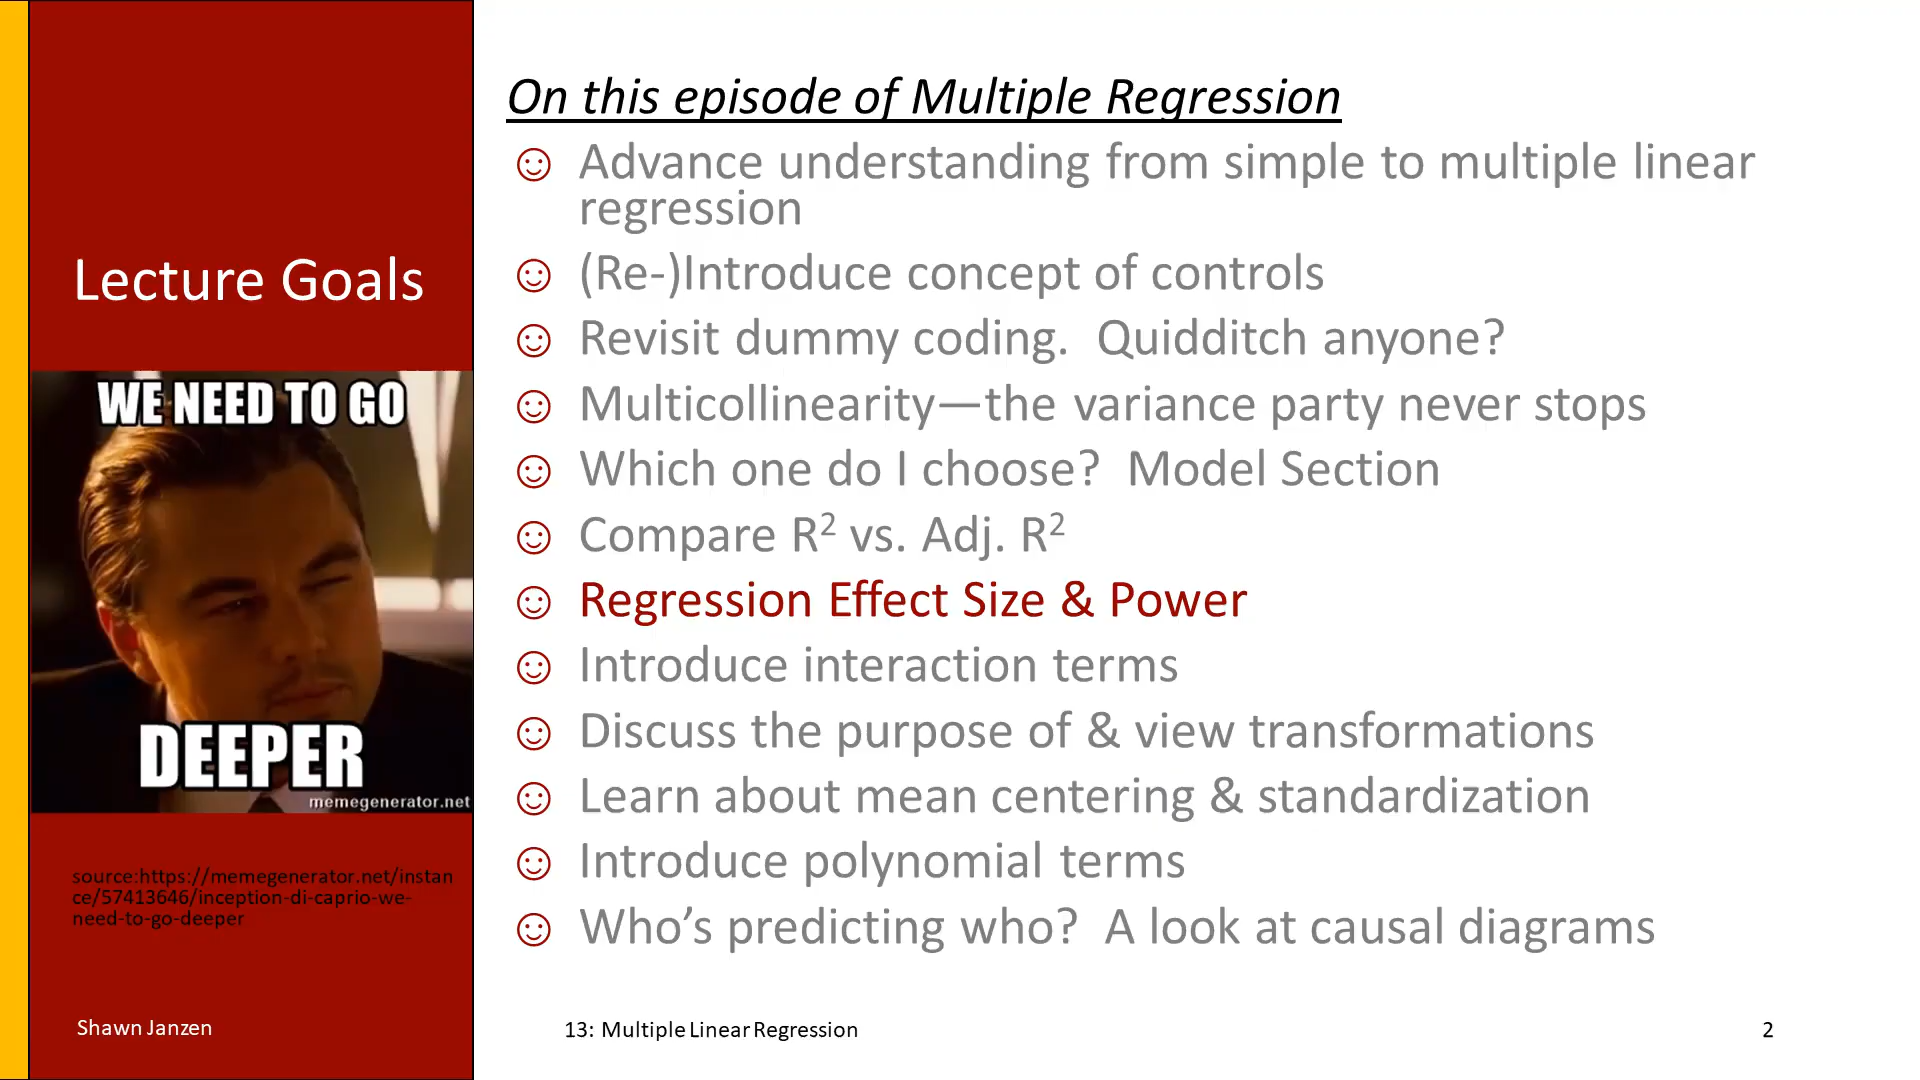 On this episode of Multiple Regression
☺ Advance understanding from simple to multiple linear
regression
☺ (Re-)Introduce concept of controls
☺ Revisit dummy coding.  Quidditch anyone?
☺ Multicollinearity—the variance party never stops
☺ Which one do I choose?  Model Section
☺ Compare R² vs. Adj. R²
☺ Regression Effect Size & Power
☺ Introduce interaction terms
☺ Discuss the purpose of & view transformations
☺ Learn about mean centering & standardization
☺ Introduce polynomial terms
☺ Who's predicting who?  A look at causal diagrams
Lecture Goals
WE NEED TO GO
DEEPER
memegenerator.net
source:https://memegenerator.net/instan
ce/57413646/inception-di-caprio-we-
need-to-go-deeper
Shawn Janzen
13: Multiple Linear Regression
2